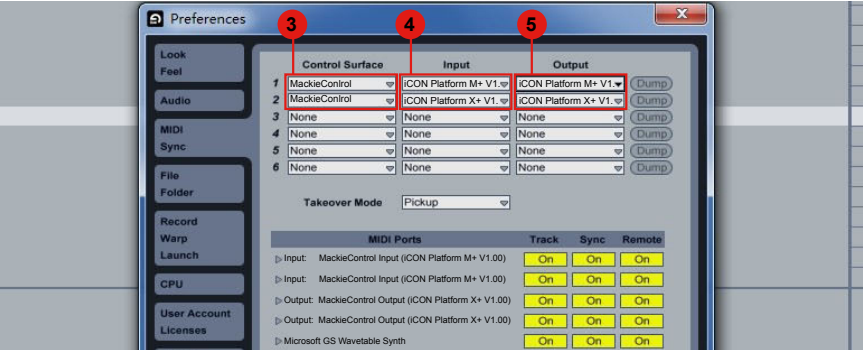 Preferences
3
4
5
Look
Feel
Audio
MIDI
Sync
File
Folder
Record
Warp
Launch
CPU
User Account
Licenses
Control Surface Input Output
1 MackieConlrol iCON Platform M+ V1. iCON Platform M+ V1. Dump
2 MackieConlrol iCON Platform X+ V1. iCON Platform X+ V1. Dump
3 None None None Dump
4 None None None Dump
5 None None None Dump
6 None None None Dump
Takeover Mode Pickup
MIDI Ports Track Sync Remote
Input: MackieControl Input (iCON Platform M+ V1.00) On On On
Input: MackieControl Input (iCON Platform M+ V1.00) On On On
Output: MackieControl Output (iCON Platform X+ V1.00) On On On
Output: MackieControl Output (iCON Platform X+ V1.00) On On On
Microsoft GS Wavetable Synth On On On